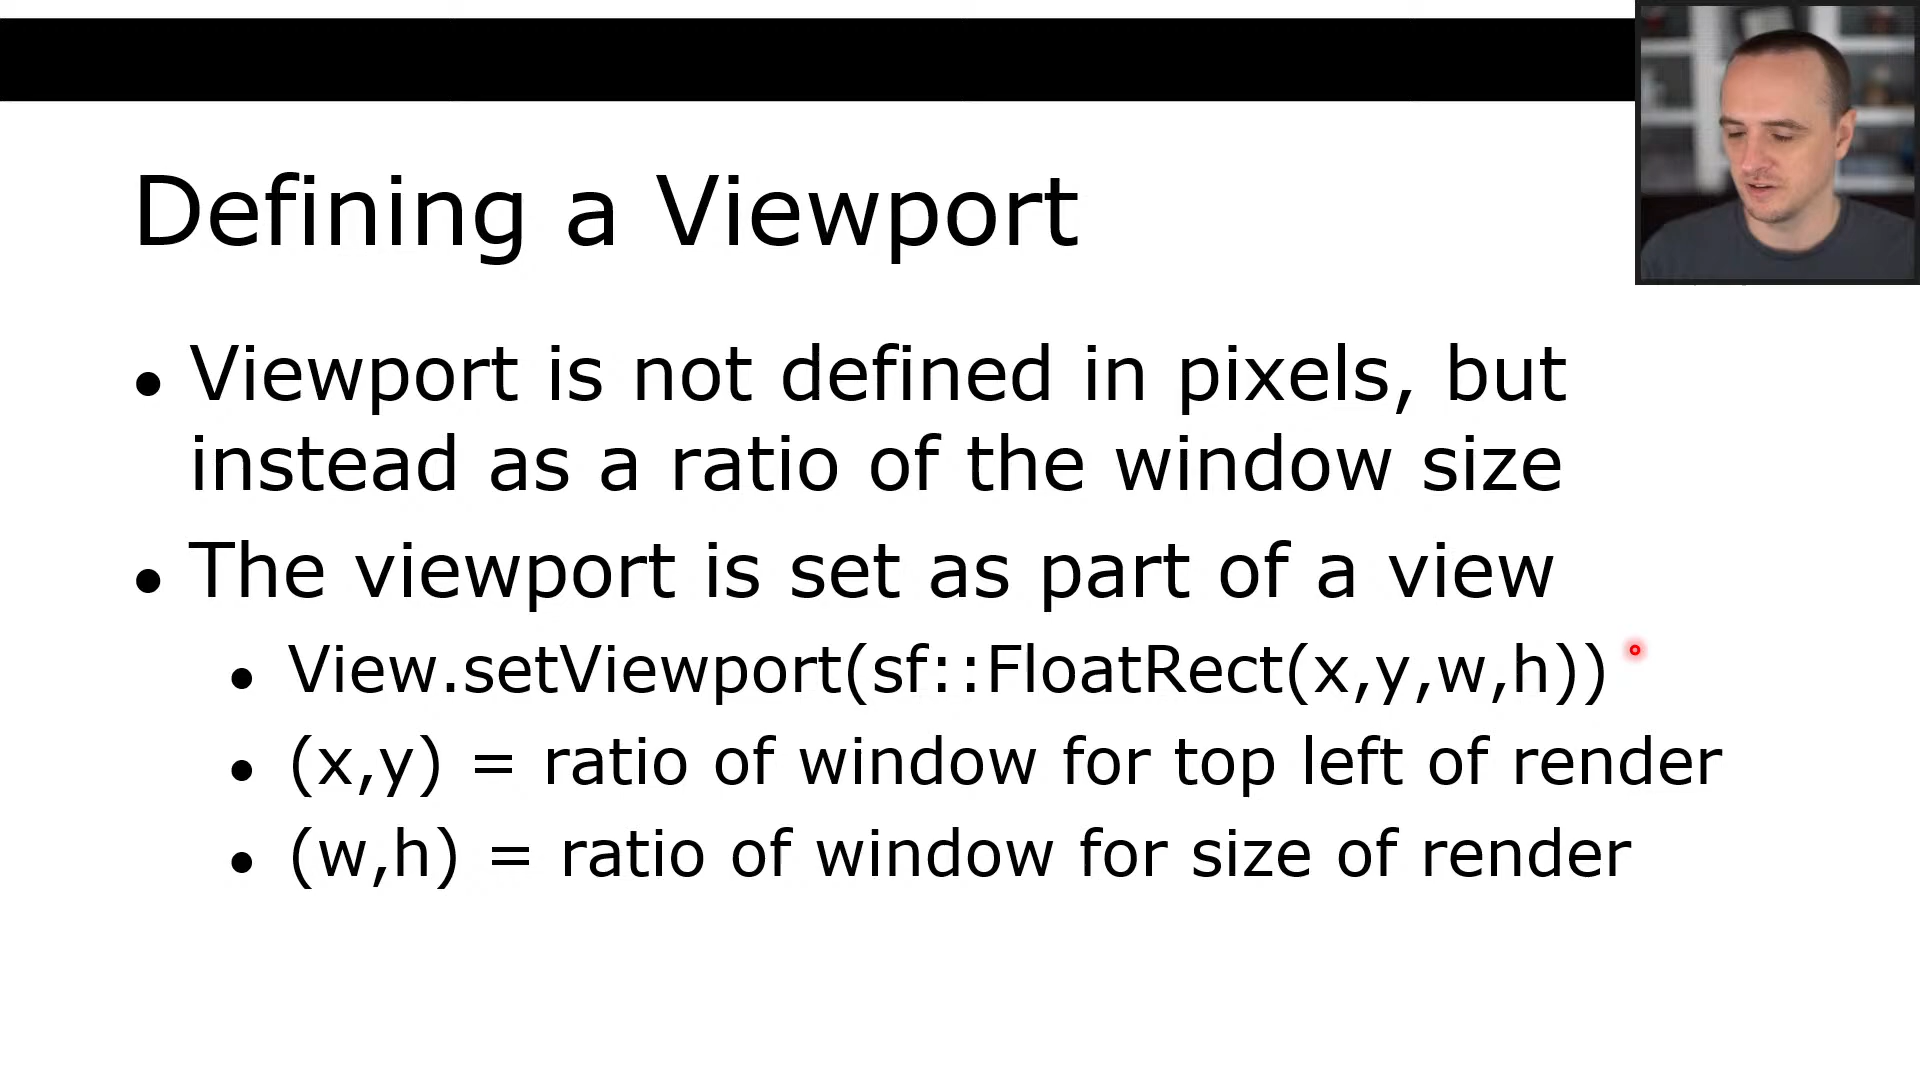 Defining a Viewport
• Viewport is not defined in pixels, but
instead as a ratio of the window size
• The viewport is set as part of a view
• View.setViewport(sf::FloatRect(x,y,w,h))
• (x,y) = ratio of window for top left of render
• (w,h) = ratio of window for size of render